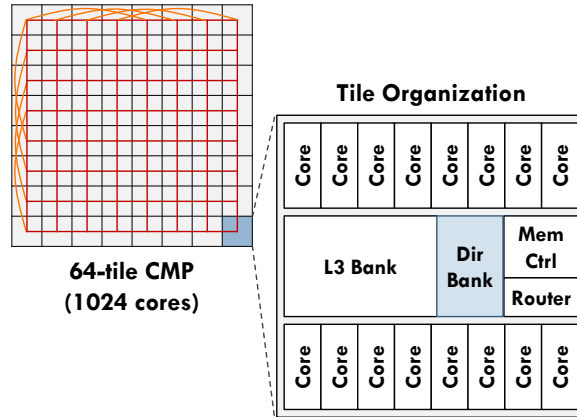 Tile Organization
Core Core Core Core Core Core Core Core
L3 Bank
Dir
Bank
Mem
Ctrl
Router
Core Core Core Core Core Core Core Core
64-tile CMP
(1024 cores)